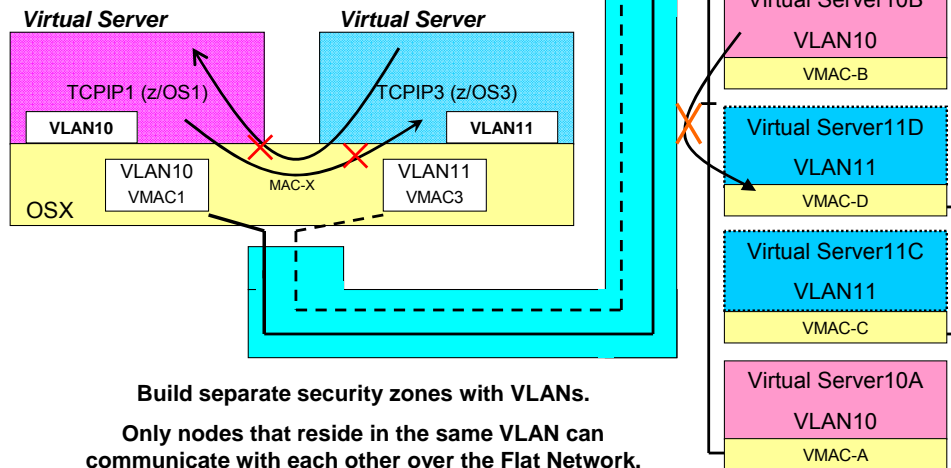 Virtual Server
Virtual Server
TCPIP1 (z/OS1)
TCPIP3 (z/OS3)
VLAN10
VLAN11
VLAN10
VMAC1
MAC-X
VLAN11
VMAC3
OSX
Build separate security zones with VLANs.
Only nodes that reside in the same VLAN can
communicate with each other over the Flat Network.
Virtual Server10B
VLAN10
VMAC-B
Virtual Server11D
VLAN11
VMAC-D
Virtual Server11C
VLAN11
VMAC-C
Virtual Server10A
VLAN10
VMAC-A